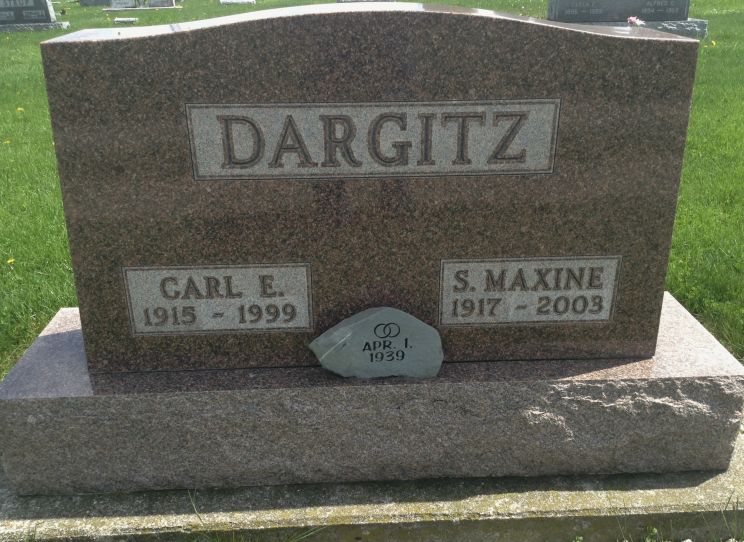 DARGITZ
CARL E.
1915 ~ 1999
S. MAXINE
1917 ~ 2003
APR. 1.
1939